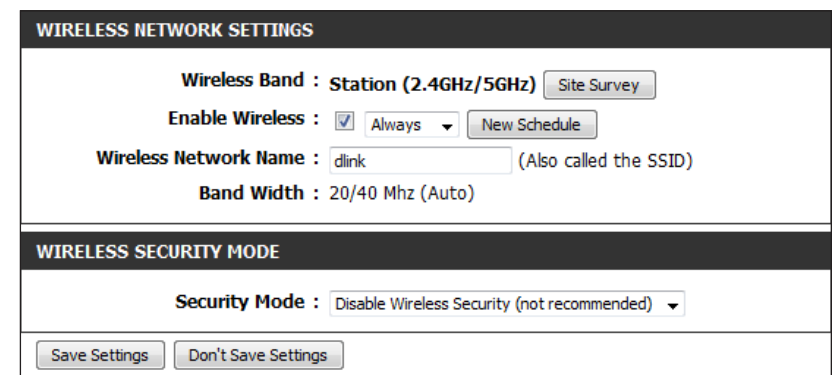 WIRELESS NETWORK SETTINGS
Wireless Band : Station (2.4GHz/5GHz) Site Survey
Enable Wireless : Always New Schedule
Wireless Network Name : dlink (Also called the SSID)
Band Width : 20/40 Mhz (Auto)
WIRELESS SECURITY MODE
Security Mode : Disable Wireless Security (not recommended)
Save Settings Don't Save Settings